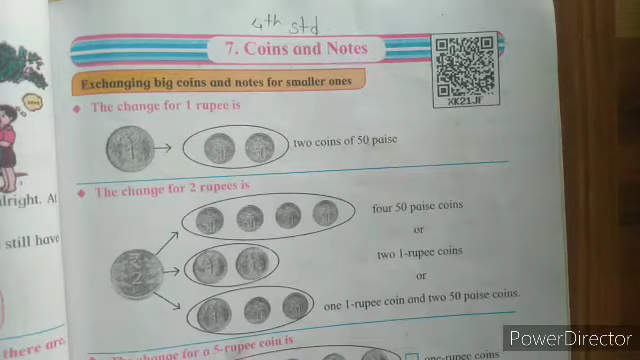 4th std
7. Coins and Notes
XK21JF
Exchanging big coins and notes for smaller ones
The change for 1 rupee is
two coins of 50 paise
The change for 2 rupees is
four 50 paise coins
or
two 1-rupee coins
or
one 1-rupee coin and two 50 paise coins.
The change for a 5-rupee coin is
one-rupee coins
lright. At
still have
there are.
PowerDirector